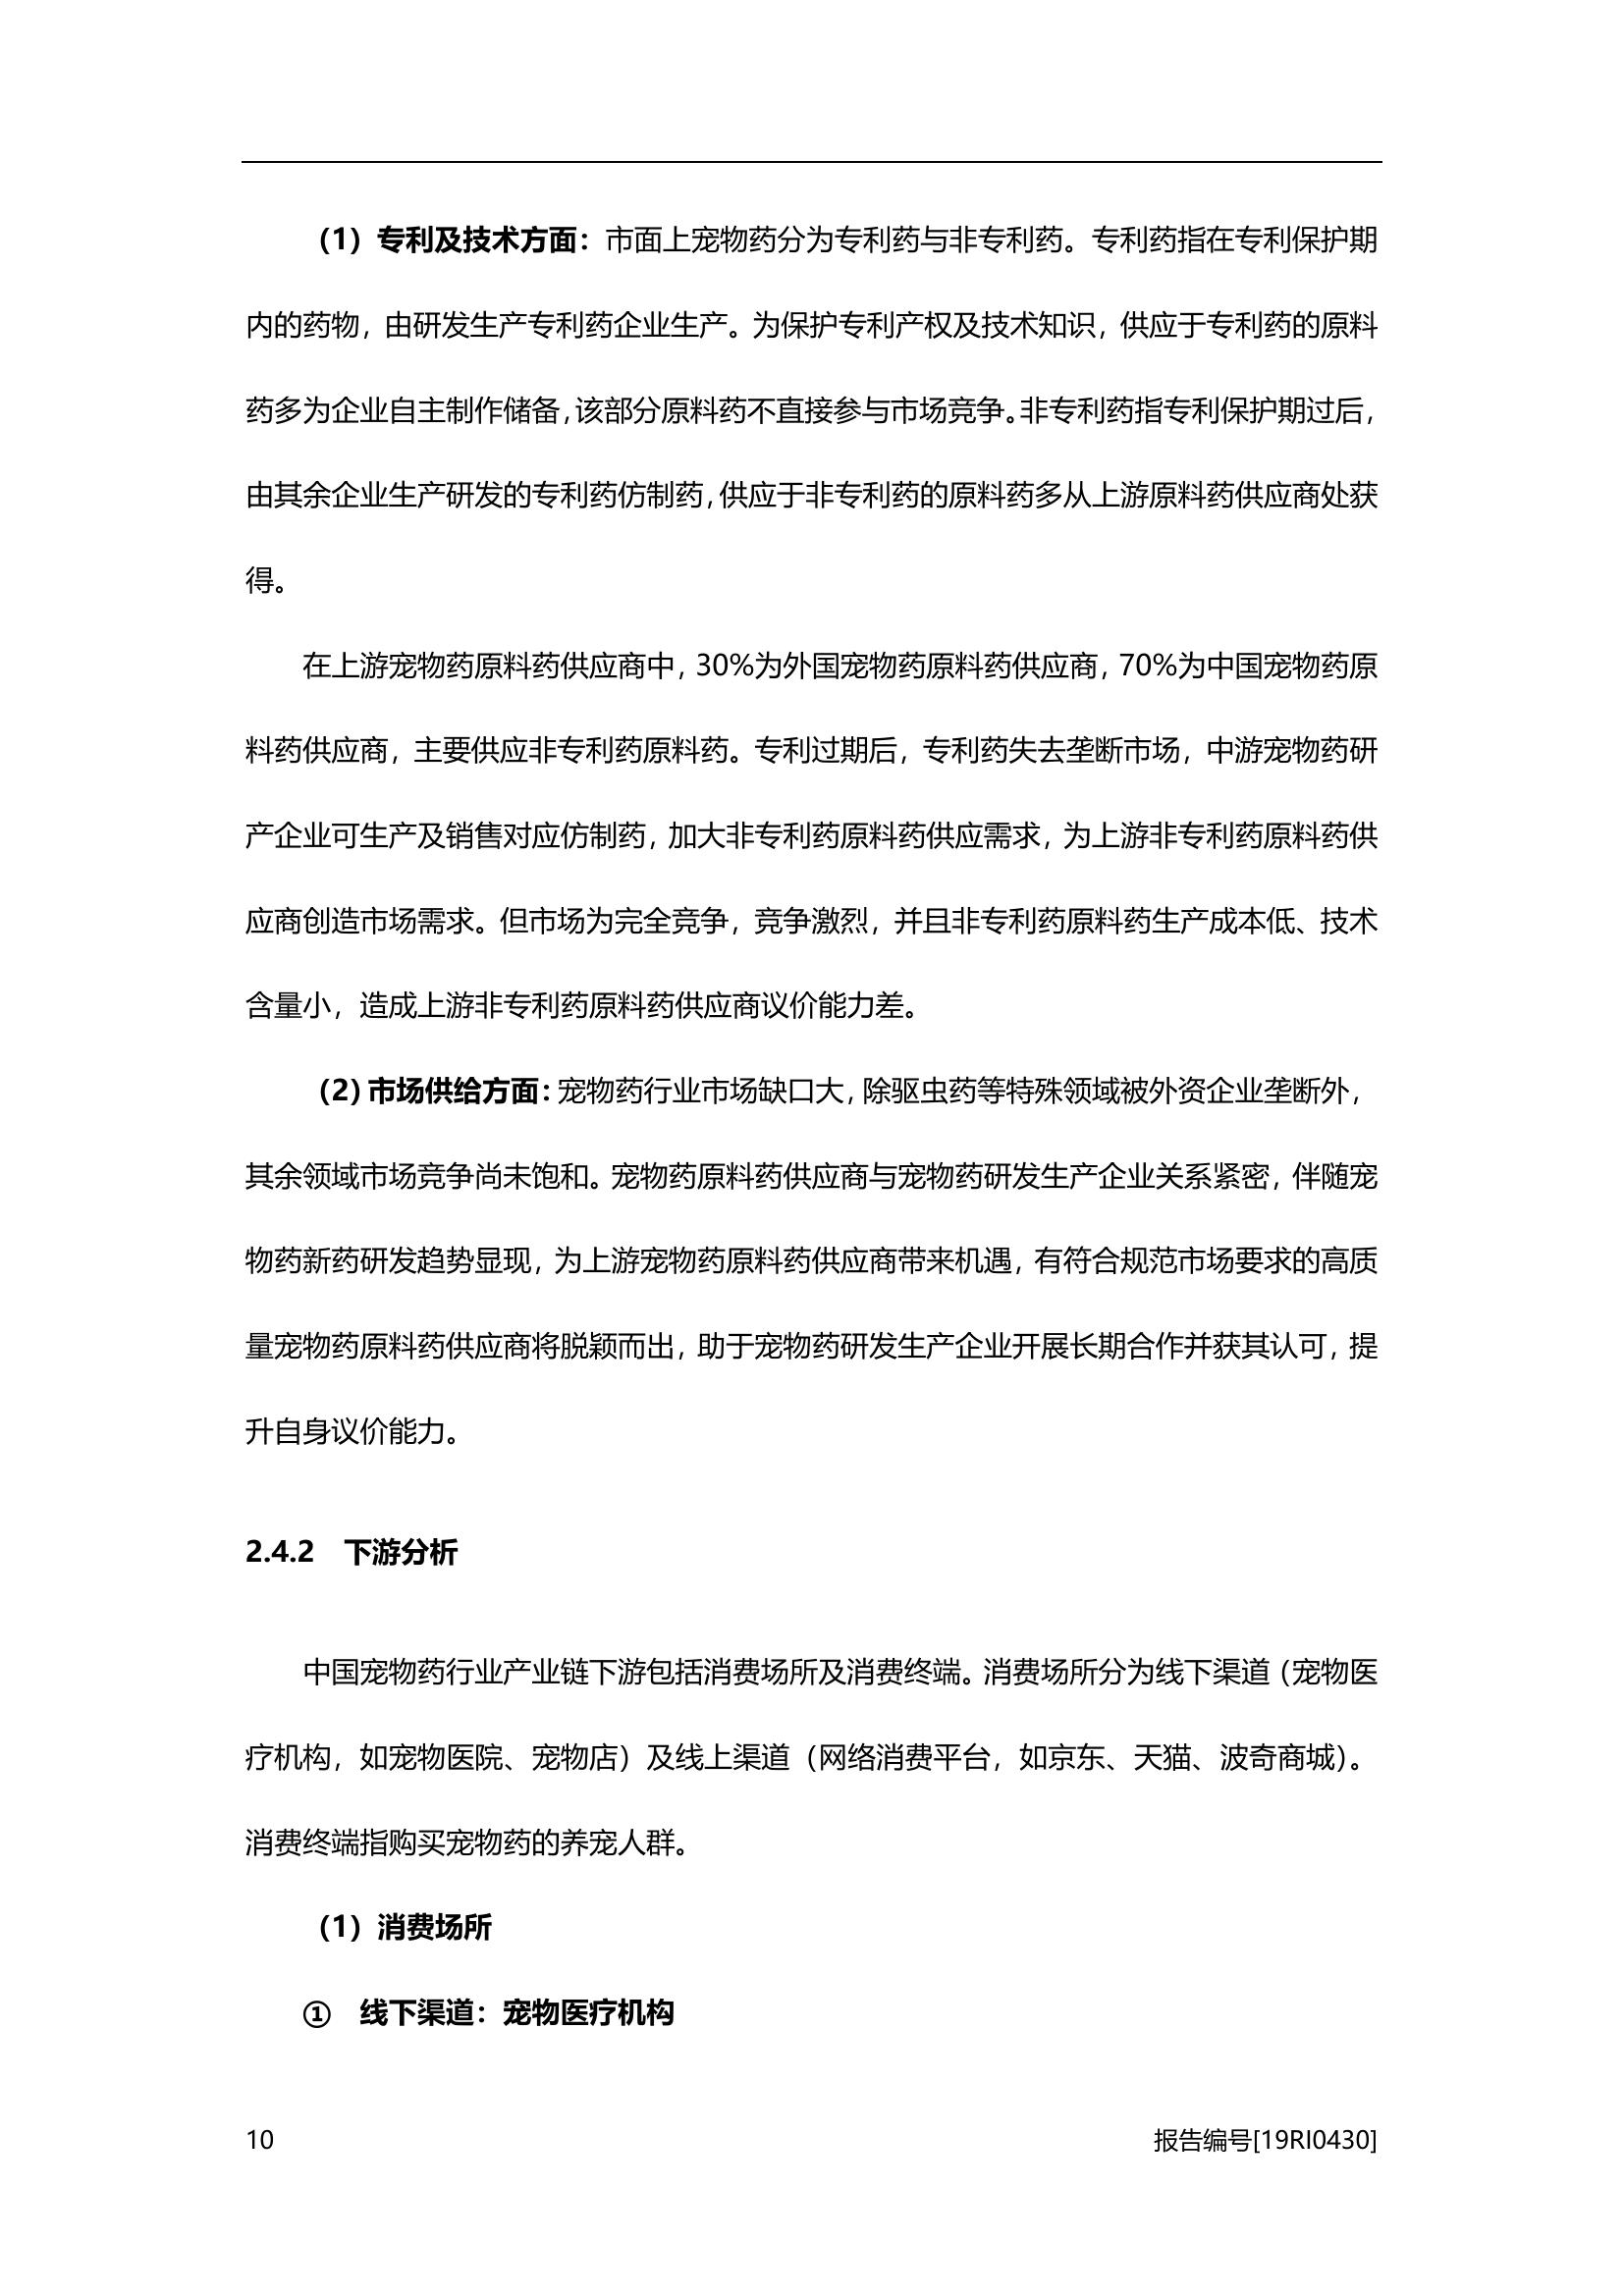 （1）专利及技术方面：市面上宠物药分为专利药与非专利药。专利药指在专利保护期
内的药物，由研发生产专利药企业生产。为保护专利产权及技术知识，供应于专利药的原料
药多为企业自主制作储备，该部分原料药不直接参与市场竞争。非专利药指专利保护期过后，
由其余企业生产研发的专利药仿制药，供应于非专利药的原料药多从上游原料药供应商处获
得。
在上游宠物药原料药供应商中，30%为外国宠物药原料药供应商，70%为中国宠物药原
料药供应商，主要供应非专利药原料药。专利过期后，专利药失去垄断市场，中游宠物药研
产企业可生产及销售对应仿制药，加大非专利药原料药供应需求，为上游非专利药原料药供
应商创造市场需求。但市场为完全竞争，竞争激烈，并且非专利药原料药生产成本低、技术
含量小，造成上游非专利药原料药供应商议价能力差。
（2）市场供给方面：宠物药行业市场缺口大，除驱虫药等特殊领域被外资企业垄断外，
其余领域市场竞争尚未饱和。宠物药原料药供应商与宠物药研发生产企业关系紧密，伴随宠
物药新药研发趋势显现，为上游宠物药原料药供应商带来机遇，有符合规范市场要求的高质
量宠物药原料药供应商将脱颖而出，助于宠物药研发生产企业开展长期合作并获其认可，提
升自身议价能力。
2.4.2 下游分析
中国宠物药行业产业链下游包括消费场所及消费终端。消费场所分为线下渠道（宠物医
疗机构，如宠物医院、宠物店）及线上渠道（网络消费平台，如京东、天猫、波奇商城）。
消费终端指购买宠物药的养宠人群。
（1）消费场所
① 线下渠道：宠物医疗机构
10 报告编号[19RI0430]